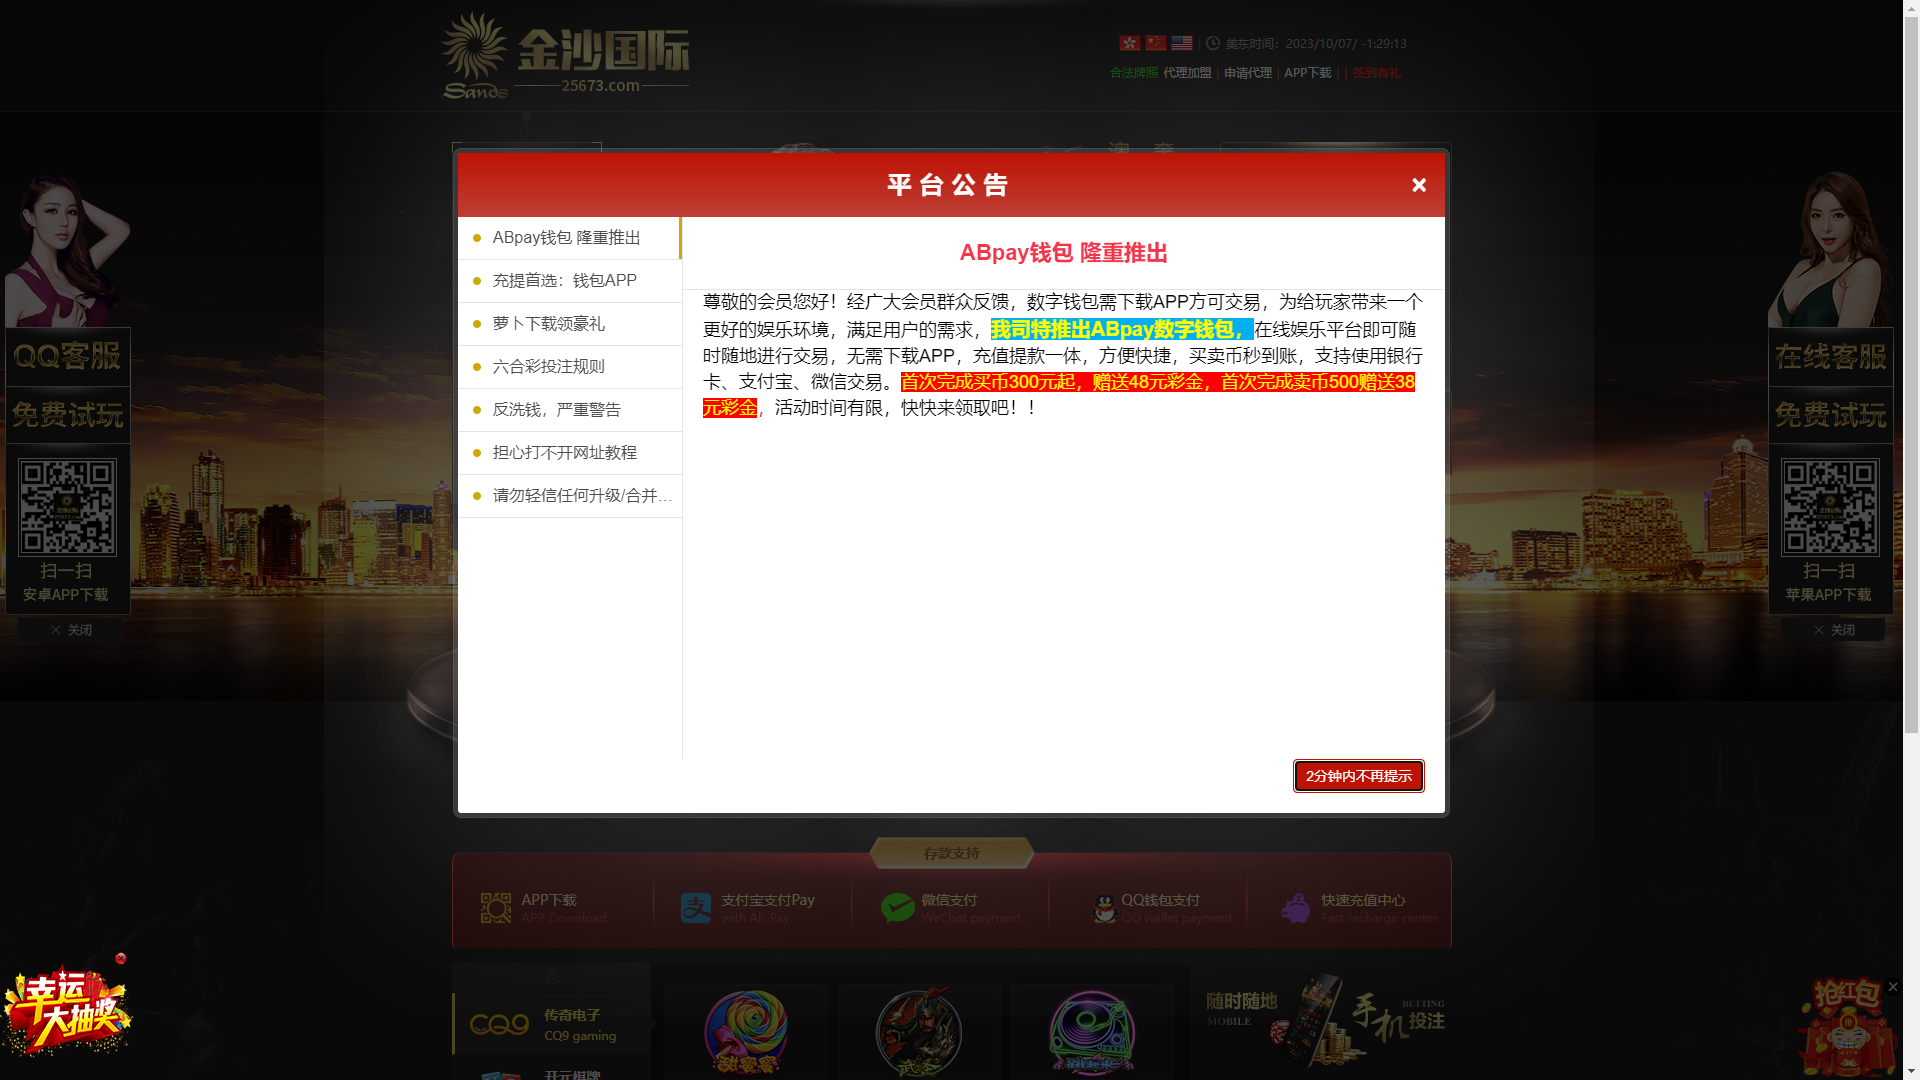 金沙国际
Sands
25673.com
美东时间：2023/10/07/ -1:29:13
合法牌照 代理加盟 | 申请代理 | APP下载 | | 签到有礼
平台公告
ABpay钱包 隆重推出
充提首选：钱包APP
萝卜下载领豪礼
六合彩投注规则
反洗钱，严重警告
担心打不开网址教程
请勿轻信任何升级/合并...
ABpay钱包 隆重推出
尊敬的会员您好！经广大会员群众反馈，数字钱包需下载APP方可交易，为给玩家带来一个
更好的娱乐环境，满足用户的需求，我司特推出ABpay数字钱包，在线娱乐平台即可随
时随地进行交易，无需下载APP，充值提款一体，方便快捷，买卖币秒到账，支持使用银行
卡、支付宝、微信交易。首次完成买币300元起，赠送48元彩金，首次完成卖币500赠送38
元彩金，活动时间有限，快快来领取吧！！
2分钟内不再提示
QQ客服
免费试玩
扫一扫
安卓APP下载
关闭
在线客服
免费试玩
扫一扫
苹果APP下载
关闭
存款支持
APP下载
APP Download
支付宝支付Pay
with Ali-Pay
微信支付
WeChat payment
QQ钱包支付
QQ wallet payment
快速充值中心
Fast recharge center
幸运
大抽奖
CQ9
传奇电子
CQ9 gaming
开元棋牌
甜蜜蜜
武圣
随时随地
MOBILE
手机投注
BETTING
抢红包